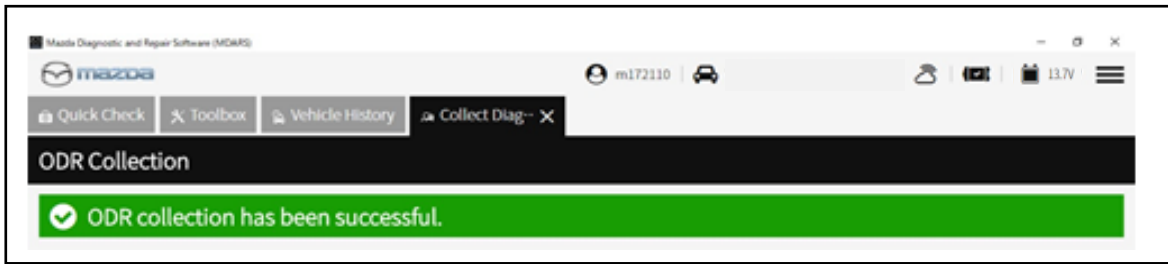 Mazda Diagnostic and Repair Software (MDARS)
mazda m172110 13.7V
Quick Check Toolbox Vehicle History Collect Diag--
ODR Collection
ODR collection has been successful.